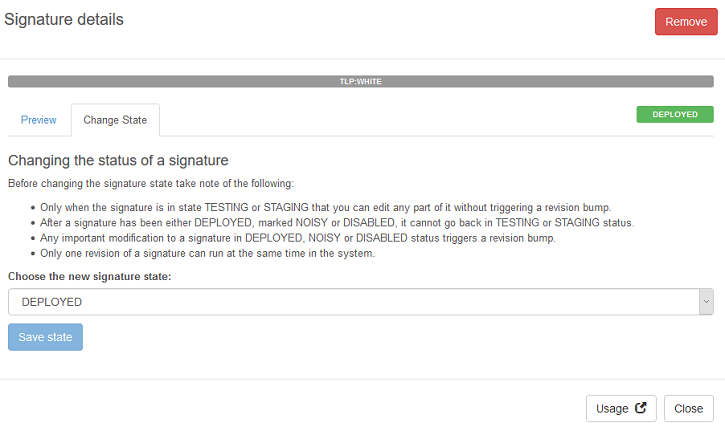 Signature details
Remove
TLP:WHITE
Preview
Change State
DEPLOYED
Changing the status of a signature
Before changing the signature state take note of the following:
Only when the signature is in state TESTING or STAGING that you can edit any part of it without triggering a revision bump.
After a signature has been either DEPLOYED, marked NOISY or DISABLED, it cannot go back in TESTING or STAGING status.
Any important modification to a signature in DEPLOYED, NOISY or DISABLED status triggers a revision bump.
Only one revision of a signature can run at the same time in the system.
Choose the new signature state:
DEPLOYED
Save state
Usage
Close